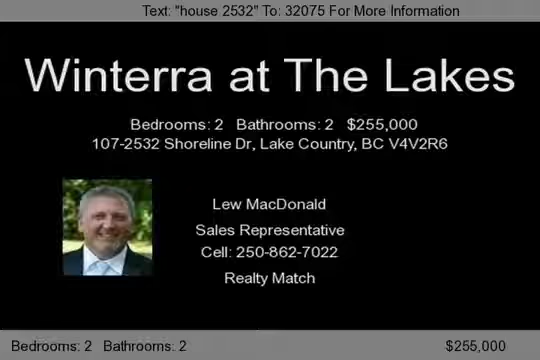 Text: "house 2532" To: 32075 For More Information
Winterra at The Lakes
Bedrooms: 2 Bathrooms: 2 $255,000
107-2532 Shoreline Dr, Lake Country, BC V4V2R6
Lew MacDonald
Sales Representative
Cell: 250-862-7022
Realty Match
Bedrooms: 2 Bathrooms: 2 $255,000